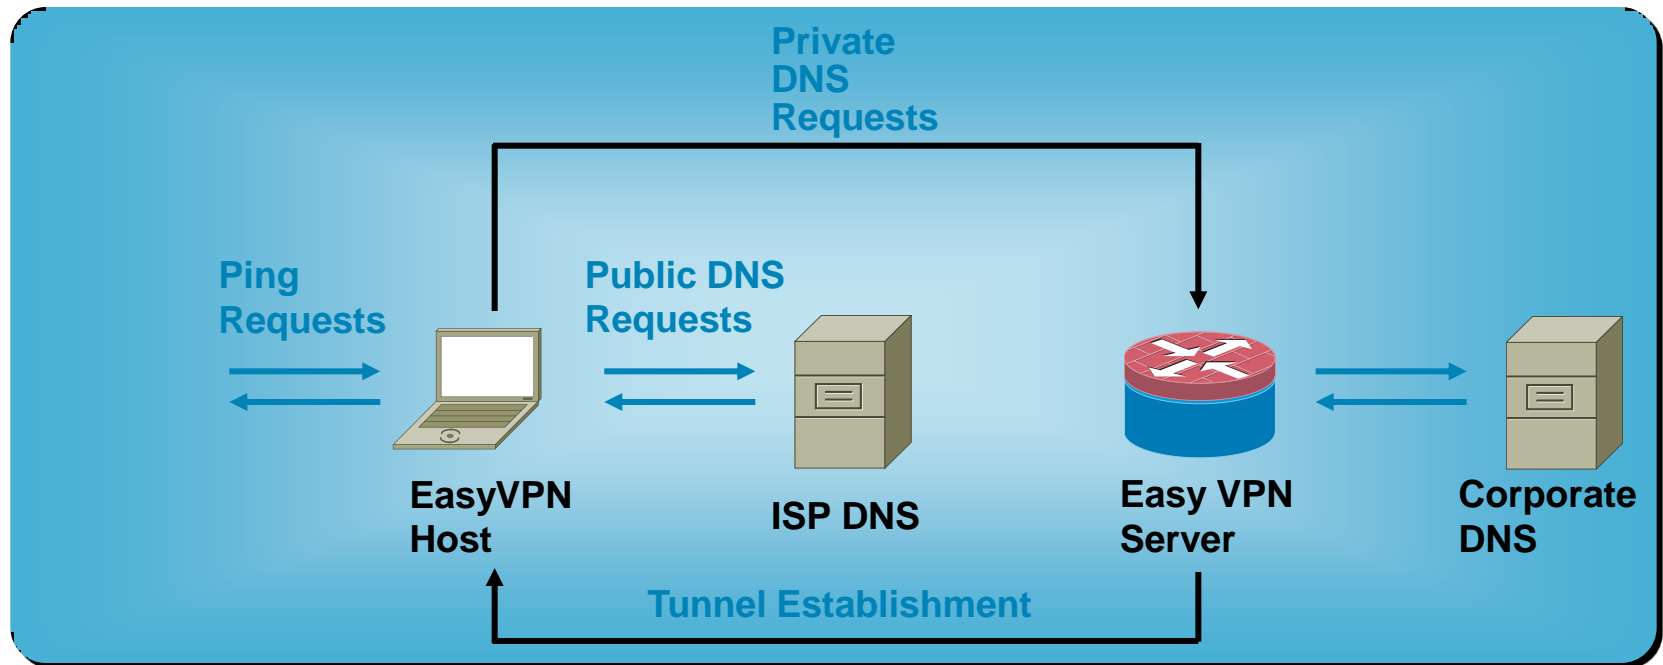 Private
DNS
Requests
Ping
Requests
Public DNS
Requests
EasyVPN
Host
ISP DNS
Easy VPN
Server
Corporate
DNS
Tunnel Establishment